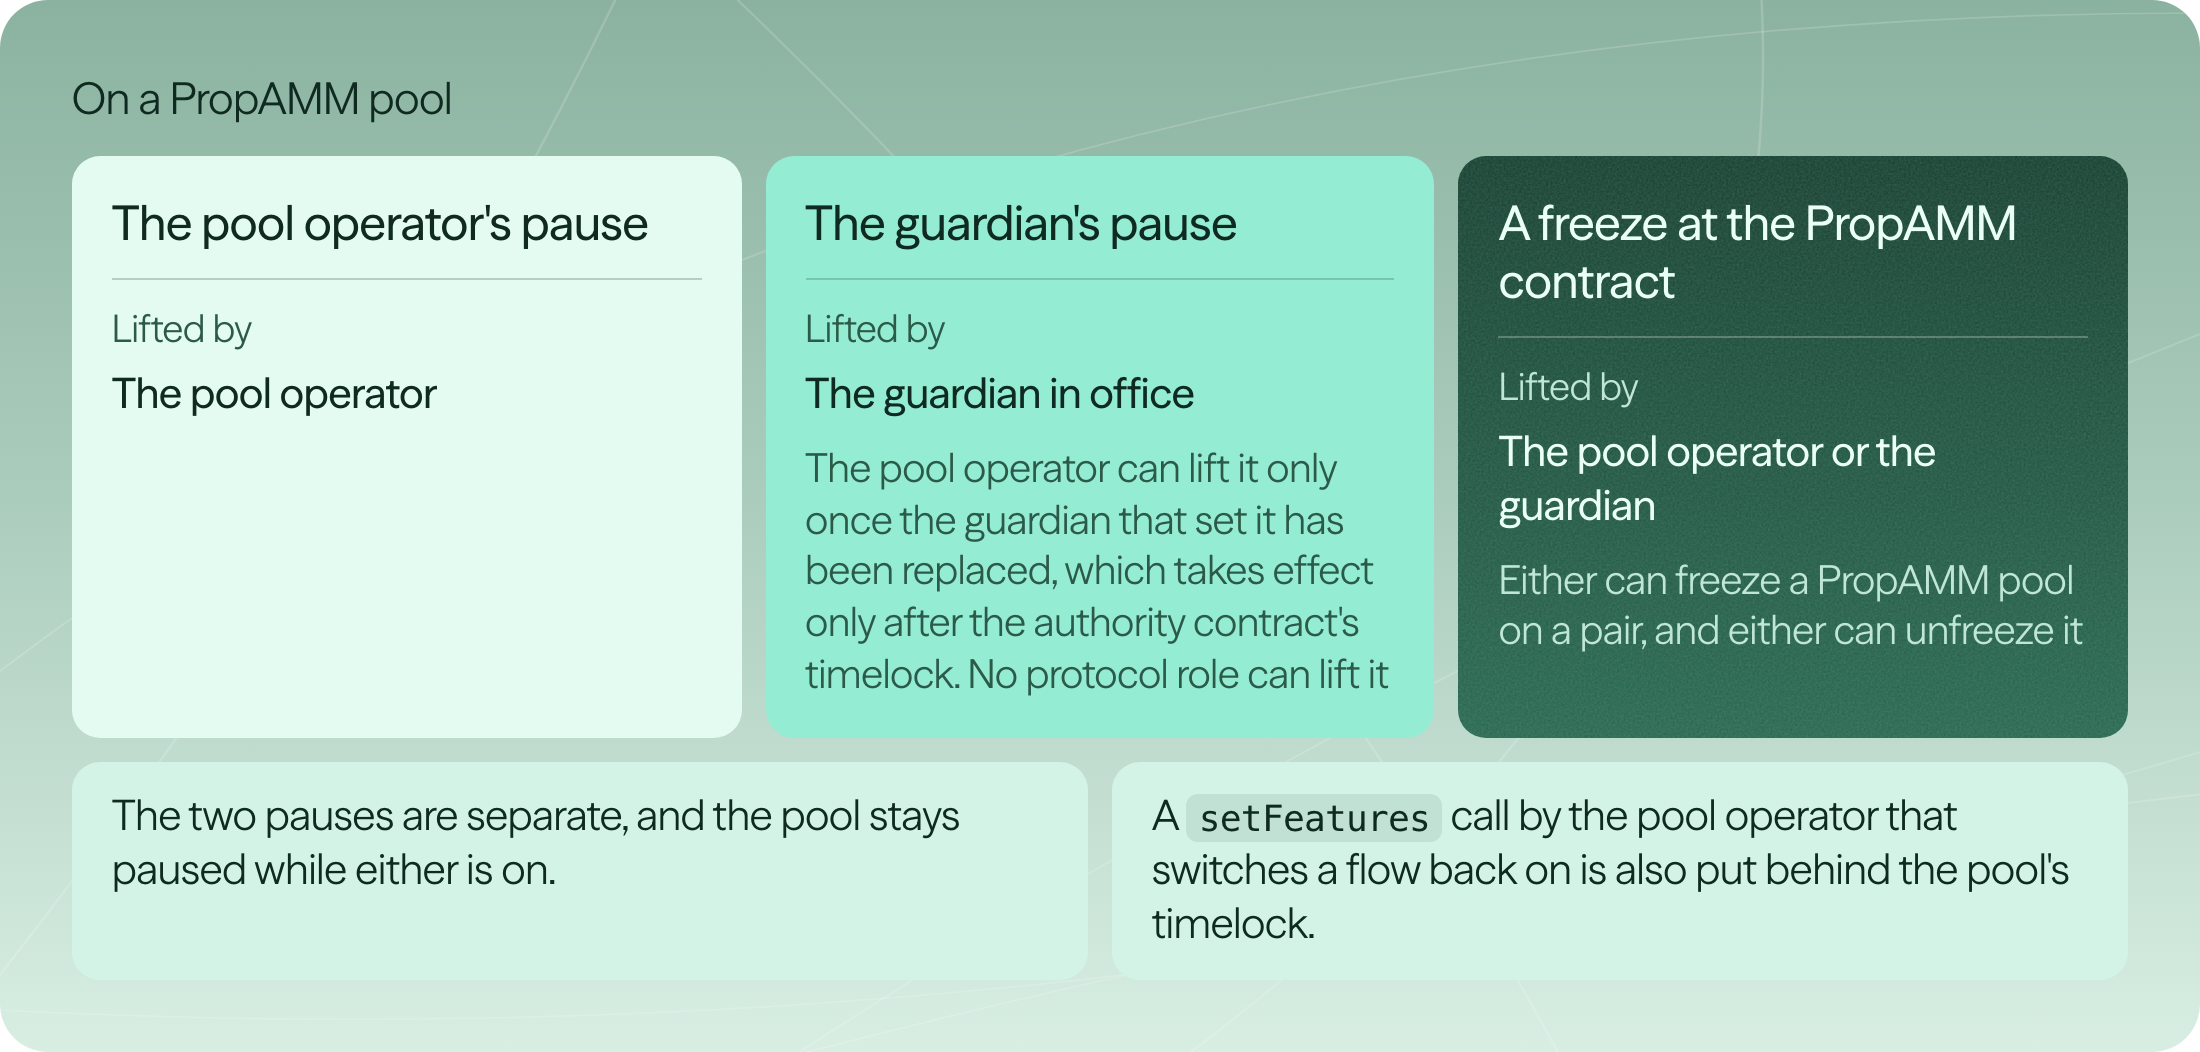 On a PropAMM pool
The pool operator's pause
Lifted by
The pool operator
The guardian's pause
Lifted by
The guardian in office
The pool operator can lift it only
once the guardian that set it has
been replaced, which takes effect
only after the authority contract's
timelock. No protocol role can lift it
A freeze at the PropAMM
contract
Lifted by
The pool operator or the
guardian
Either can freeze a PropAMM pool
on a pair, and either can unfreeze it
The two pauses are separate, and the pool stays
paused while either is on.
A setFeatures call by the pool operator that
switches a flow back on is also put behind the pool's
timelock.